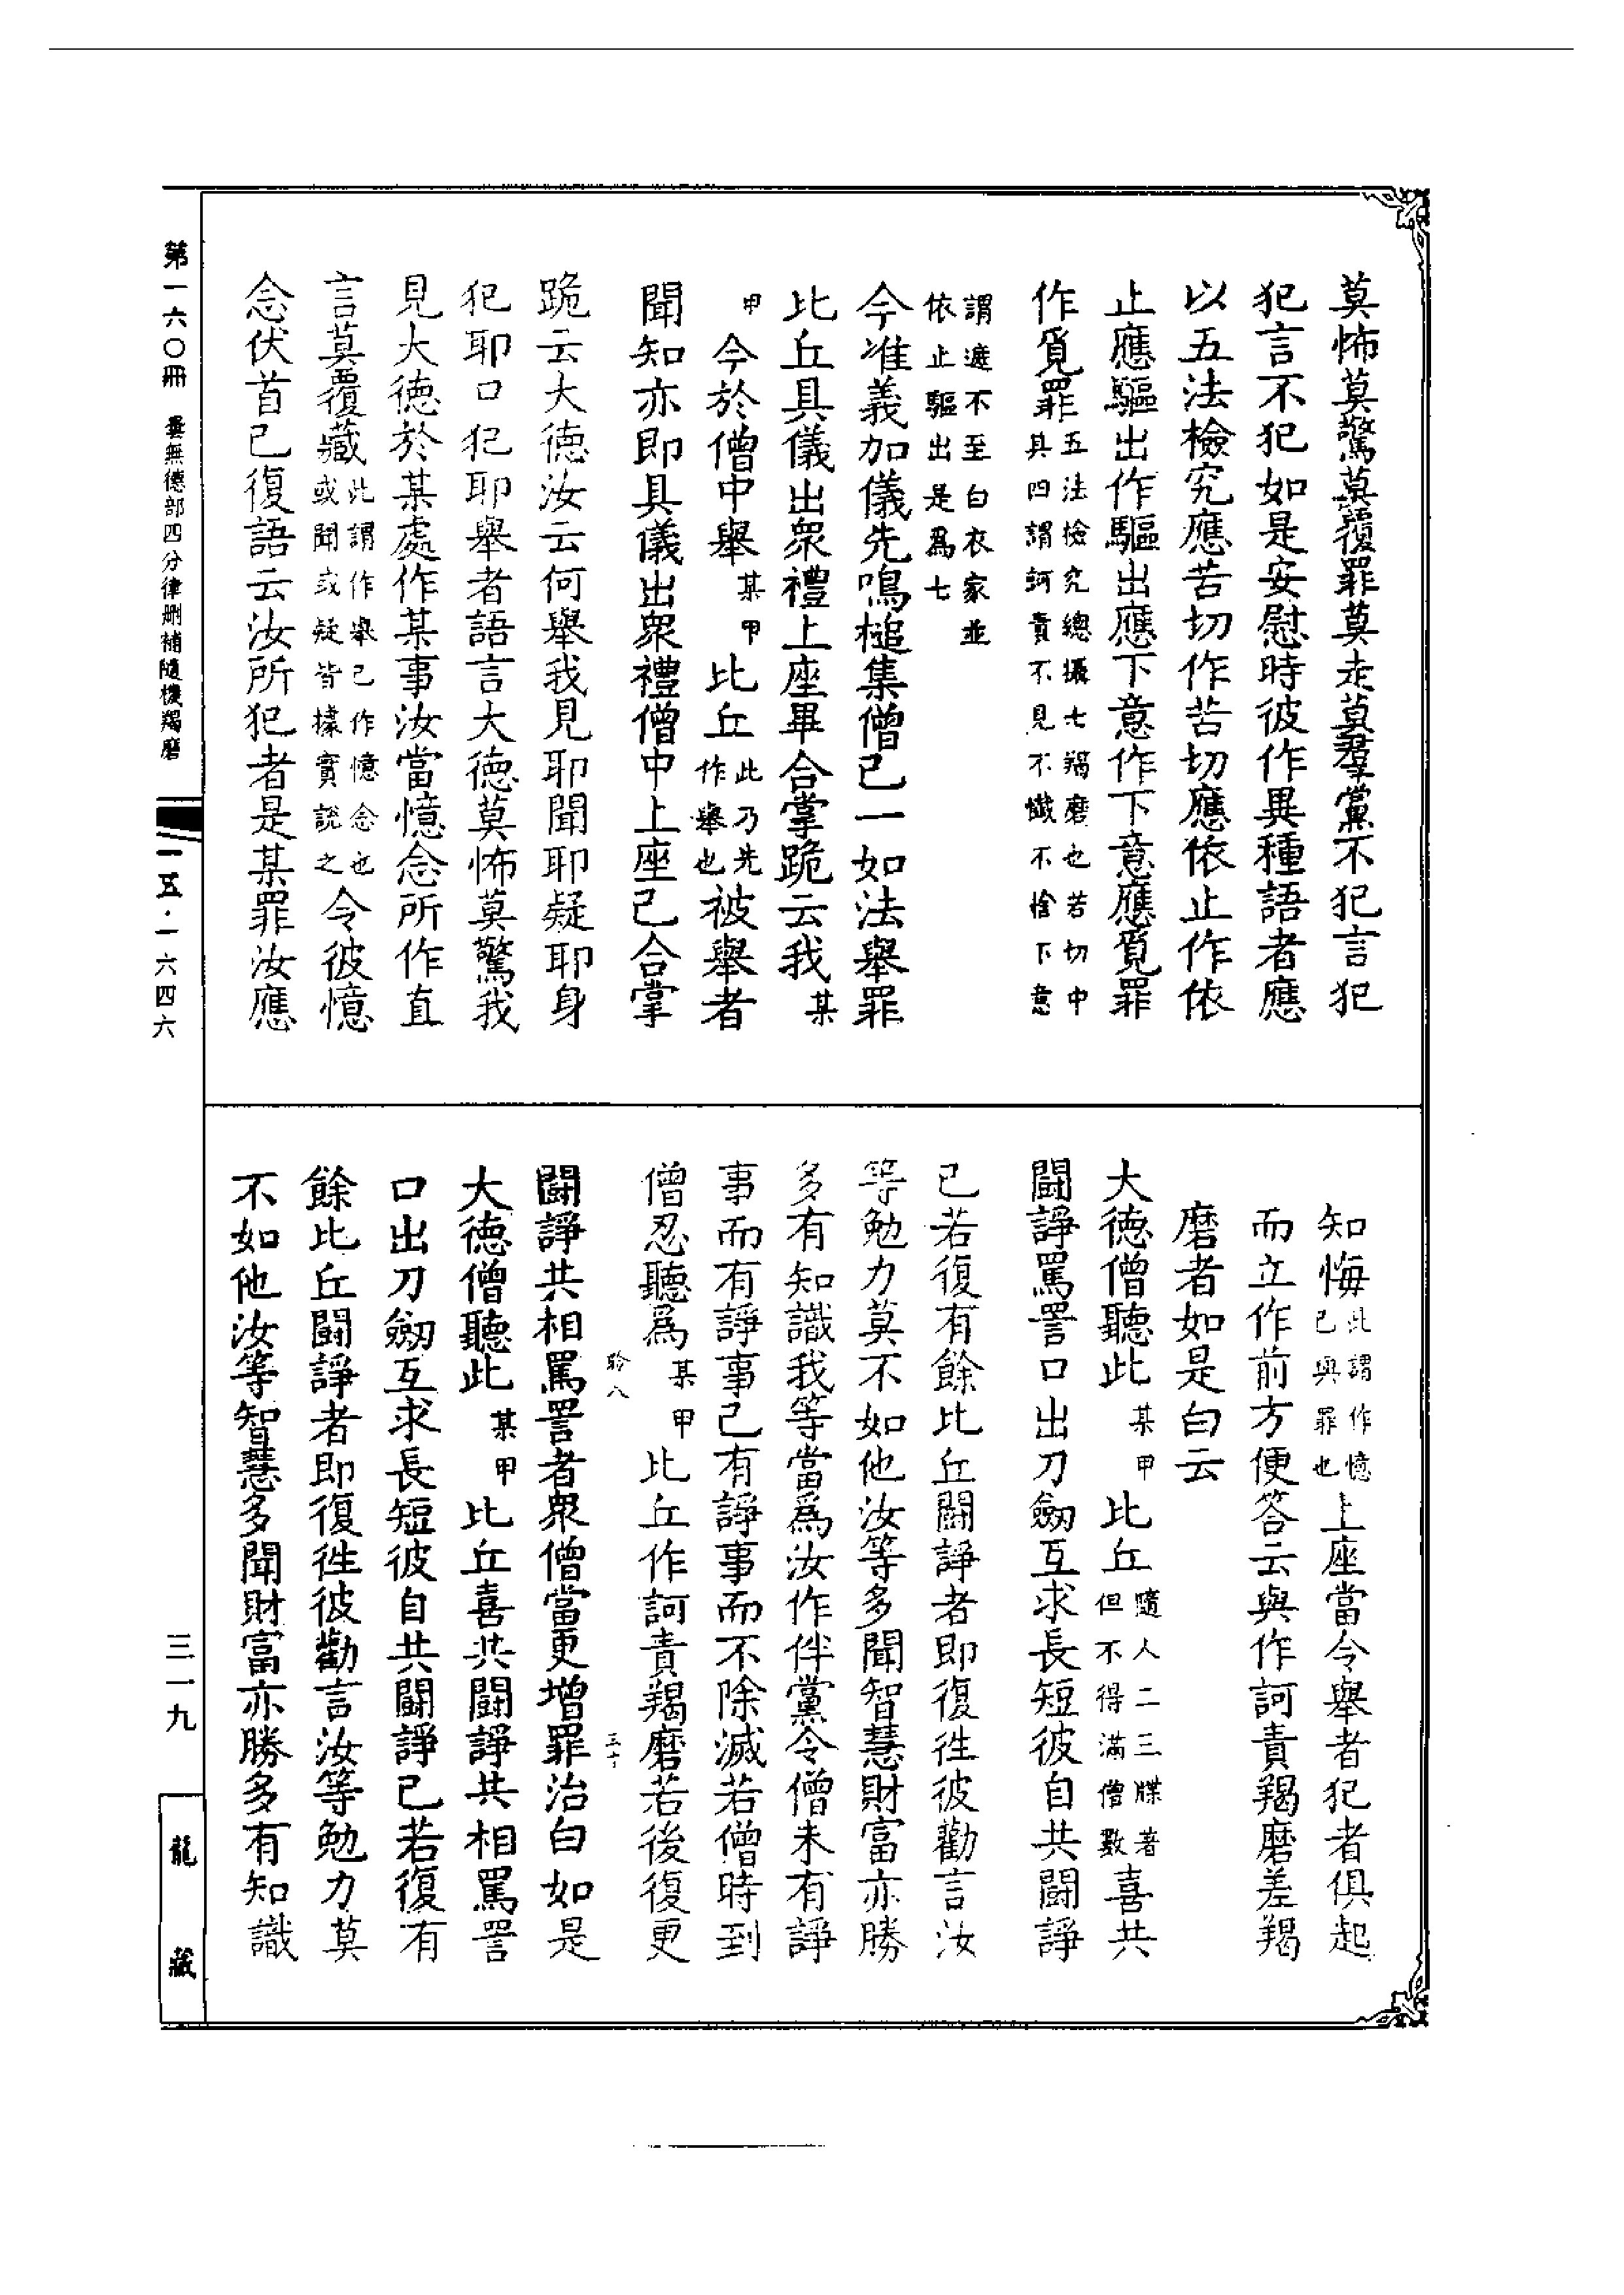 莫怖莫驚莫覆罪莫走莫羣黨不犯言犯
犯言不犯如是安慰時彼作異種語者應
以五法檢究應苦切作苦切應依止作依
止應驅出作驅出應下意作下意應覓罪
作覓罪五法檢究總攝七羯磨也若切中
其四謂訶責不見不懺不捨下意
謂遮不至白衣家並
依止驅出是爲七
今准義加儀先鳴槌集僧已一如法舉罪
比丘具儀出衆禮上座畢合掌跪云我某
甲今於僧中舉某甲比丘此乃先作舉也被舉者
聞知亦即具儀出衆禮僧中上座已合掌
跪云大德汝云何舉我見耶聞耶疑耶身
犯耶口犯耶舉者語言大德莫怖莫驚我
見大德於某處作某事汝當憶念所作直
言莫覆藏此謂作舉已作憶念也或聞或疑皆據實說之令彼憶
念伏首已復語云汝所犯者是某罪汝應
知悔此謂作憶已與罪也上座當令舉者犯者俱起
而立作前方便答云與作訶責羯磨差羯
磨者如是白云
大德僧聽此某甲比丘隨人二三牒著但不得滿僧數喜共
鬪諍罵詈口出刀劒互求長短彼自共鬪諍
已若復有餘比丘鬪諍者即復徃彼勸言汝
等勉力莫不如他汝等多聞智慧財富亦勝
多有知識我等當爲汝作伴黨令僧未有諍
事而有諍事已有諍事而不除滅若僧時到
僧忍聽爲某甲比丘作訶責羯磨若後復更
聆八
三十
鬪諍共相罵詈者衆僧當更增罪治白如是
大德僧聽此某甲比丘喜共鬪諍共相罵詈
口出刀劒互求長短彼自共鬪諍已若復有
餘比丘鬪諍者即復徃彼勸言汝等勉力莫
不如他汝等智慧多聞財富亦勝多有知識
第一六〇冊 曇無德部四分律刪補隨機羯磨
一五·一六四六
三一九
龍藏